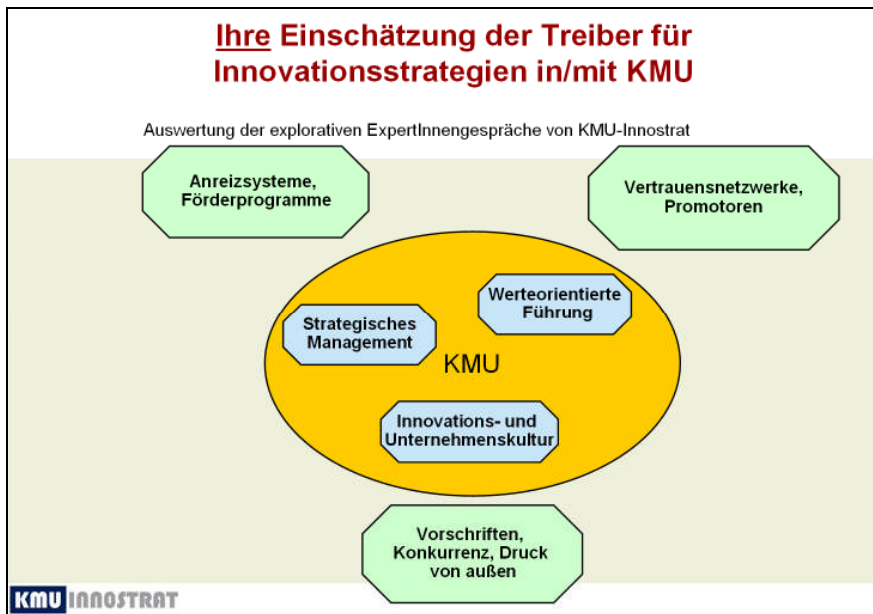 Ihre Einschätzung der Treiber für
Innovationsstrategien in/mit KMU
Auswertung der explorativen ExpertInnengespräche von KMU-Innostrat
Anreizsysteme,
Förderprogramme
Vertrauensnetzwerke,
Promotoren
Werteorientierte
Führung
Strategisches
Management
KMU
Innovations- und
Unternehmenskultur
Vorschriften,
Konkurrenz, Druck
von außen
KMU INNOSTRAT